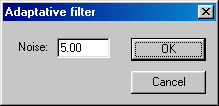 Adaptative filter
Noise: 5.00
OK
Cancel